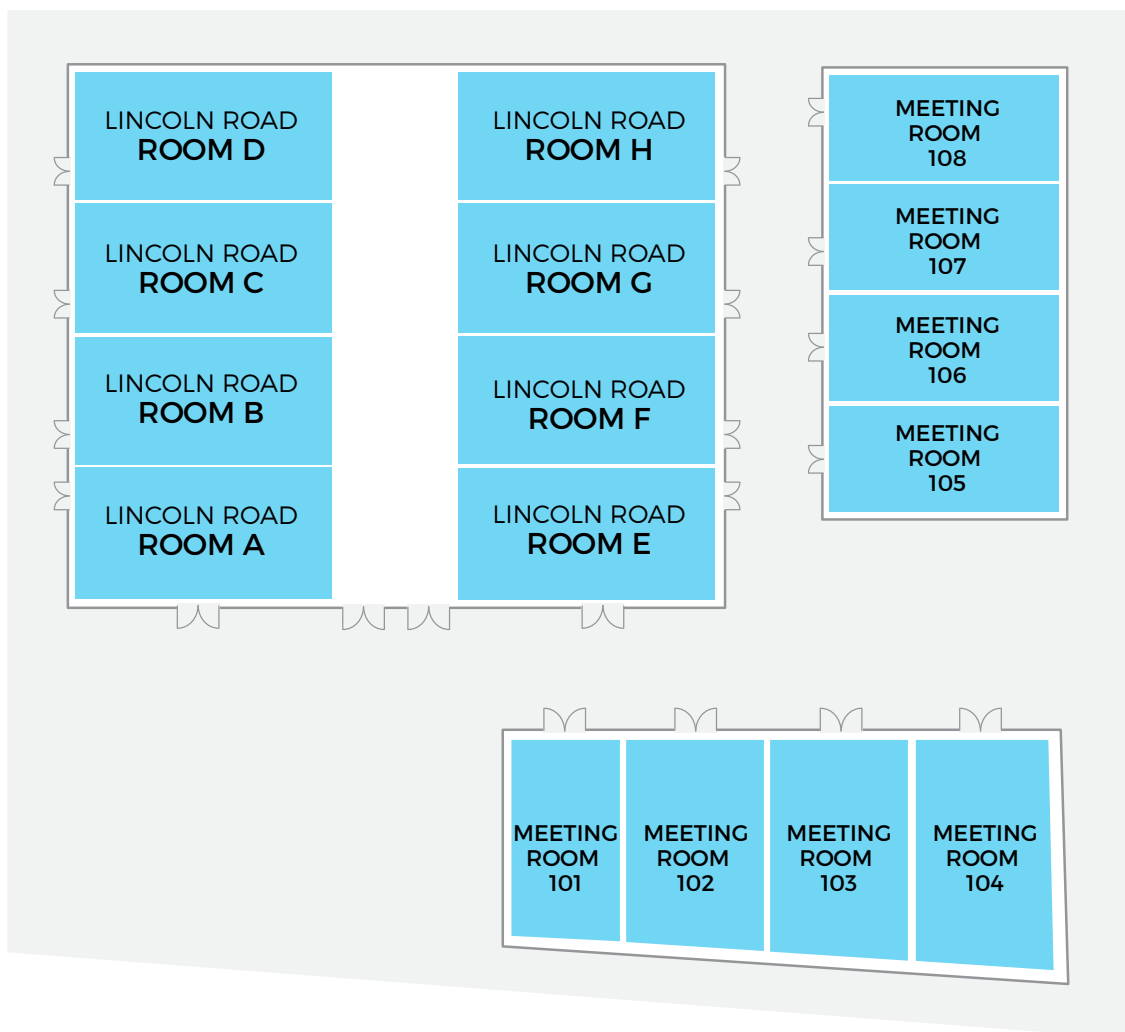 LINCOLN ROAD
ROOM D
LINCOLN ROAD
ROOM H
MEETING
ROOM
108
LINCOLN ROAD
ROOM C
LINCOLN ROAD
ROOM G
MEETING
ROOM
107
LINCOLN ROAD
ROOM B
LINCOLN ROAD
ROOM F
MEETING
ROOM
106
LINCOLN ROAD
ROOM A
LINCOLN ROAD
ROOM E
MEETING
ROOM
105
MEETING
ROOM
101
MEETING
ROOM
102
MEETING
ROOM
103
MEETING
ROOM
104